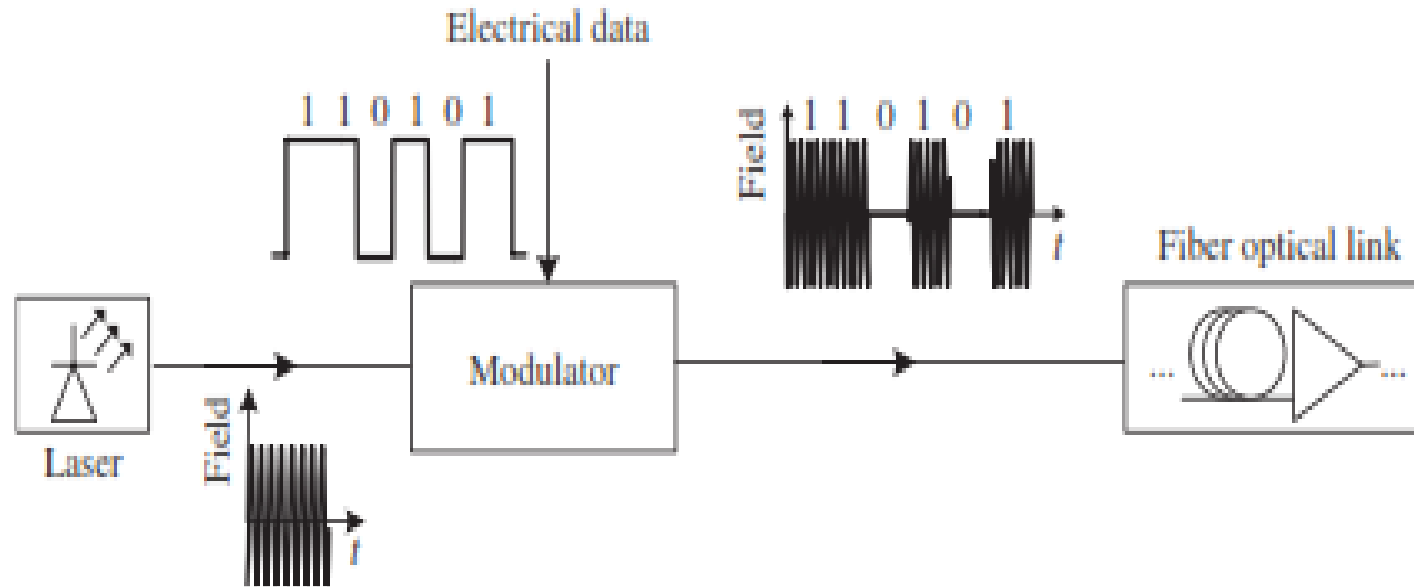 Electrical data
1 1 0 1 0 1
Field
1 1 0 1 0 1
t
Fiber optical link
Modulator
...
...
Laser
Field
t